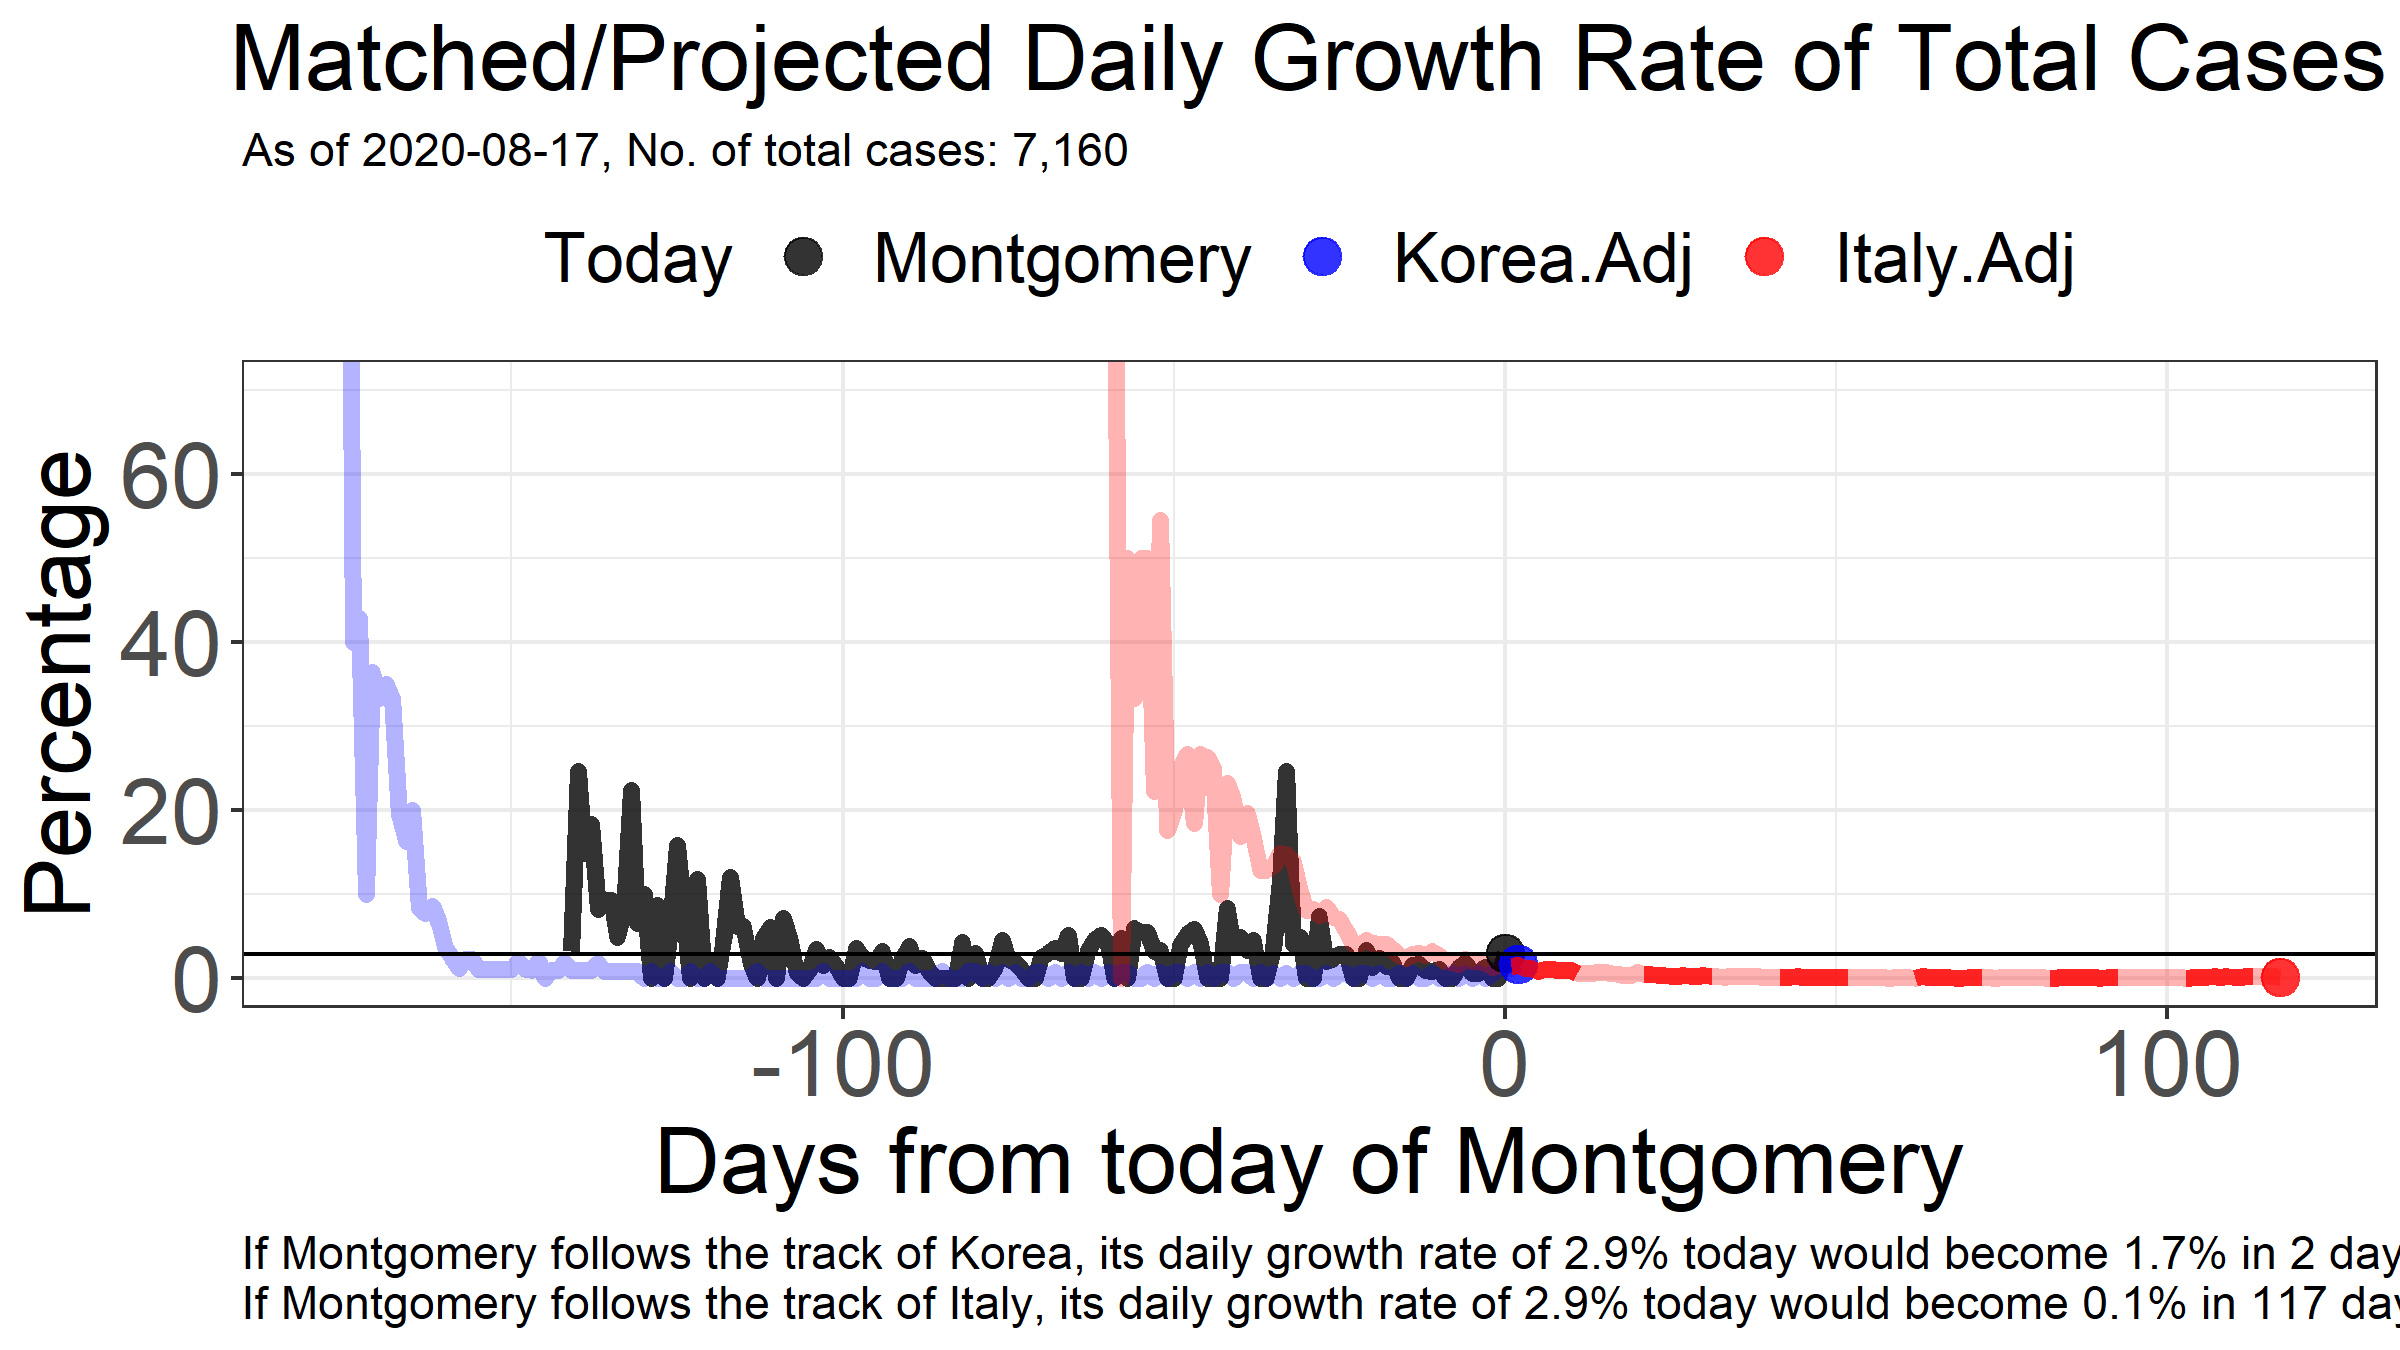 Matched/Projected Daily Growth Rate of Total Cases
As of 2020-08-17, No. of total cases: 7,160
Today Montgomery Korea.Adj Italy.Adj
Percentage
60
40
20
0
-100 0 100
Days from today of Montgomery
If Montgomery follows the track of Korea, its daily growth rate of 2.9% today would become 1.7% in 2 day
If Montgomery follows the track of Italy, its daily growth rate of 2.9% today would become 0.1% in 117 day